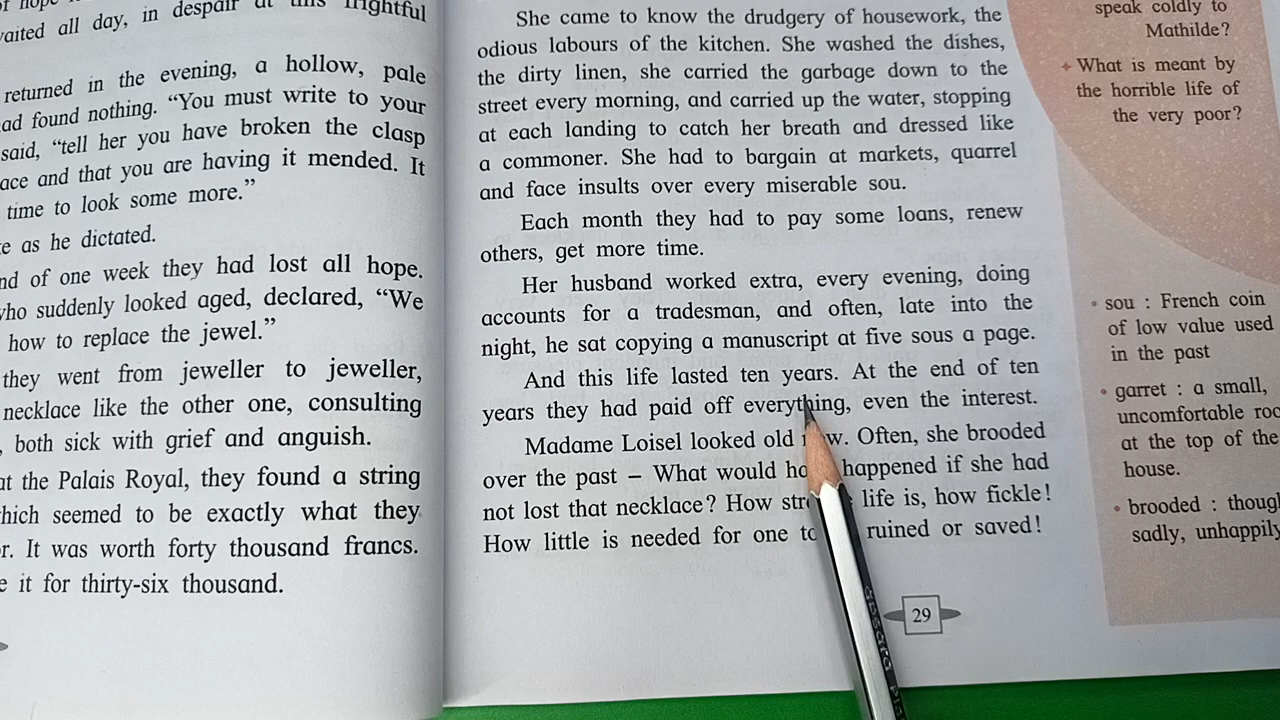 waited all day, in despair at this frightful
returned in the evening, a hollow, pale
had found nothing. “You must write to your
said, “tell her you have broken the clasp
ace and that you are having it mended. It
time to look some more.”
as he dictated.
nd of one week they had lost all hope.
who suddenly looked aged, declared, “We
how to replace the jewel.”
they went from jeweller to jeweller,
necklace like the other one, consulting
, both sick with grief and anguish.
at the Palais Royal, they found a string
which seemed to be exactly what they
r. It was worth forty thousand francs.
e it for thirty-six thousand.
She came to know the drudgery of housework, the
odious labours of the kitchen. She washed the dishes,
the dirty linen, she carried the garbage down to the
street every morning, and carried up the water, stopping
at each landing to catch her breath and dressed like
a commoner. She had to bargain at markets, quarrel
and face insults over every miserable sou.
Each month they had to pay some loans, renew
others, get more time.
Her husband worked extra, every evening, doing
accounts for a tradesman, and often, late into the
night, he sat copying a manuscript at five sous a page.
And this life lasted ten years. At the end of ten
years they had paid off everything, even the interest.
Madame Loisel looked old now. Often, she brooded
over the past – What would have happened if she had
not lost that necklace? How strange life is, how fickle!
How little is needed for one to ruined or saved!
29
speak coldly to
Mathilde?
What is meant by
the horrible life of
the very poor?
• sou : French coin
of low value used
in the past
• garret : a small,
uncomfortable roo
at the top of the
house.
• brooded : though
sadly, unhappily